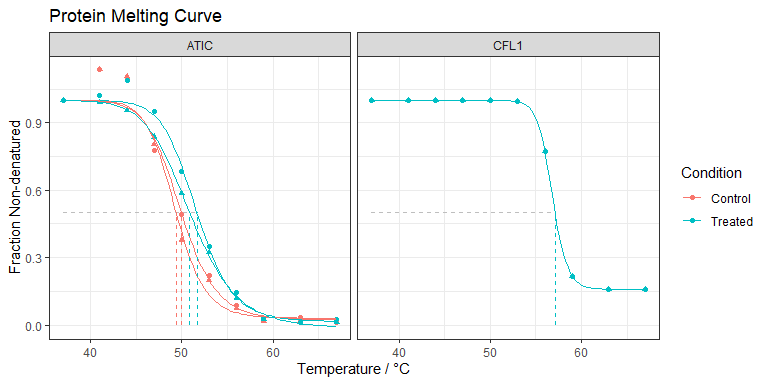 Protein Melting Curve
ATIC
CFL1
Fraction Non-denatured
0.9
0.6
0.3
0.0
40
50
60
40
50
60
Temperature / °C
Condition
Control
Treated